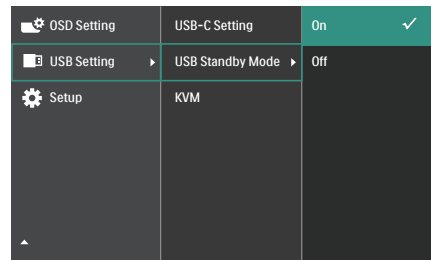 OSD Setting
USB Setting
Setup
USB-C Setting
USB Standby Mode
KVM
On
Off